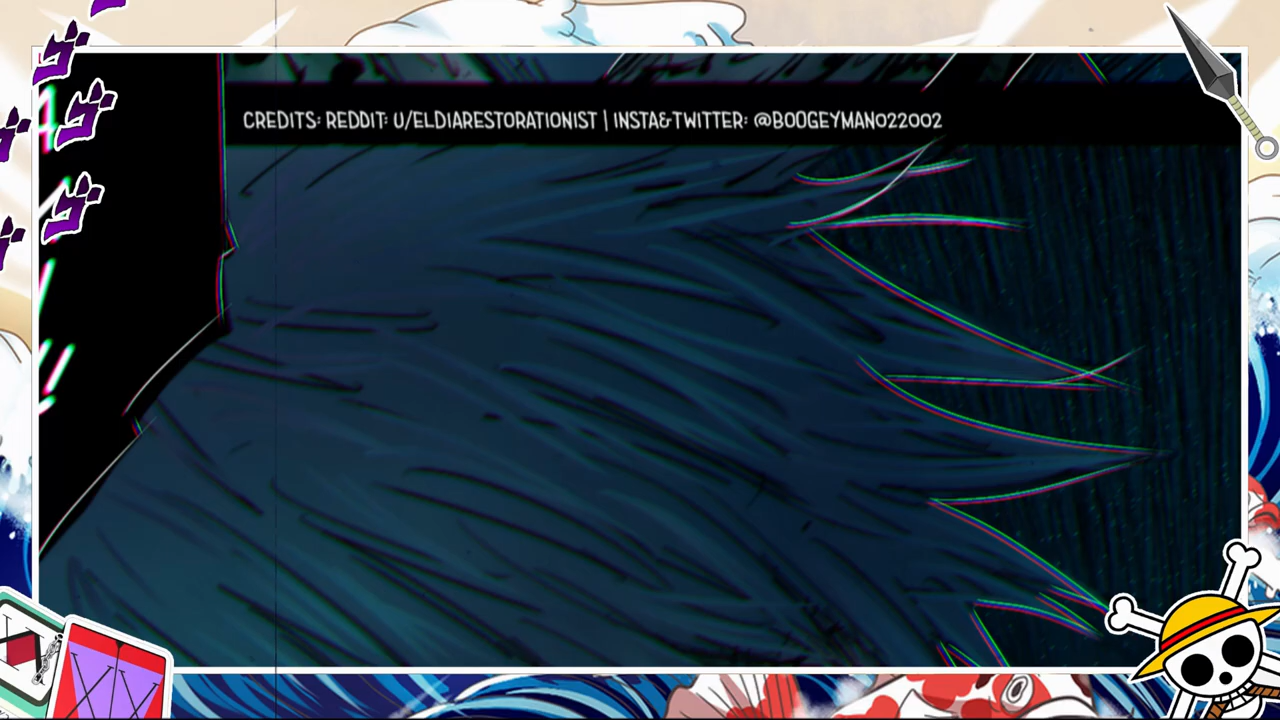 ゴ
ゴ
ゴ
CREDITS: REDDIT: U/ELDIARESTORATIONIST | INSTA&TWITTER: @BOOGEYMAN022002